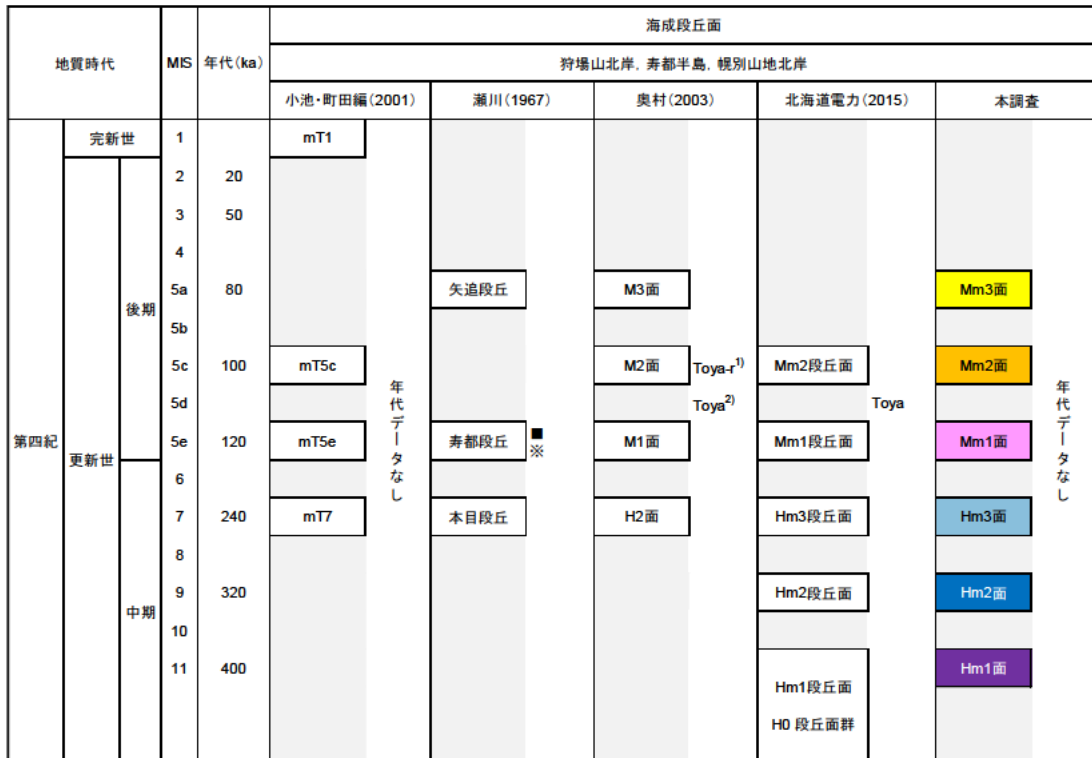 海成段丘面
地質時代 MIS 年代(ka) 狩場山北岸, 寿都半島, 幌別山地北岸
小池・町田編(2001) 瀬川(1967) 奥村(2003) 北海道電力(2015) 本調査
完新世 1 mT1
2 20
3 50
4
5a 80 矢追段丘 M3面 Mm3面
後期
5b
5c 100 mT5c M2面 Toya-r1) Mm2段丘面 Mm2面
5d Toya2) Toya
年代データなし
年代データなし
第四紀 更新世 5e 120 mT5e 寿都段丘 ■ M1面 Mm1段丘面 Mm1面
※
6
7 240 mT7 本目段丘 H2面 Hm3段丘面 Hm3面
8
9 320 Hm2段丘面 Hm2面
中期
10
11 400 Hm1面
Hm1段丘面
H0 段丘面群